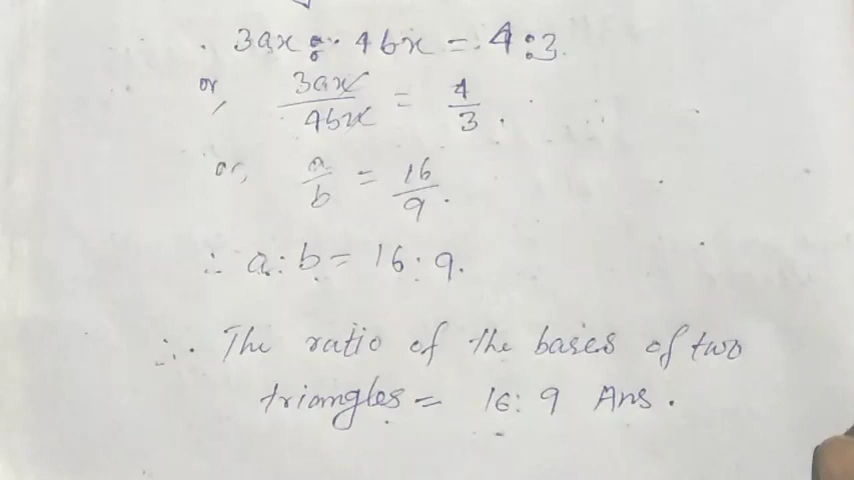 . 3ax : 4bx = 4 : 3.
or, 3ax/4bx = 4/3.
or, a/b = 16/9.
∴ a : b = 16 : 9.
∴ The ratio of the bases of two
triangles = 16 : 9 Ans.